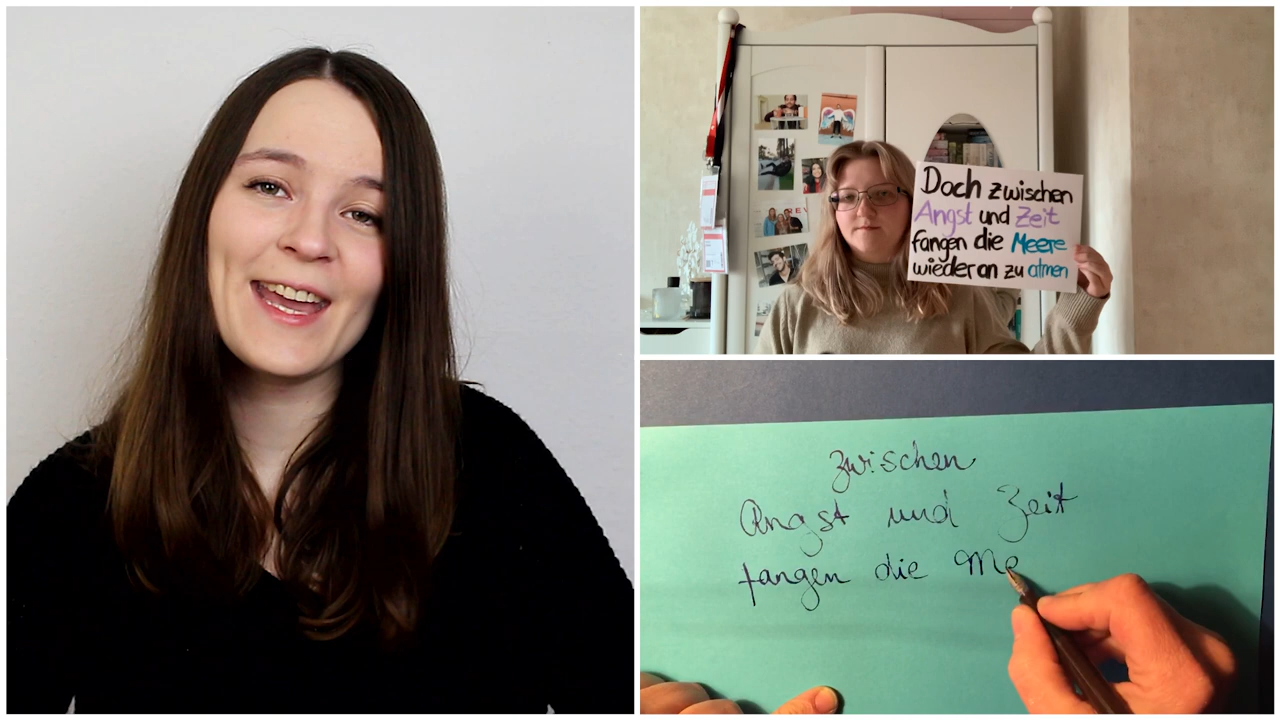 Doch zwischen
Angst und Zeit
fangen die Meere
wieder an zu atmen
zwischen
Angst und Zeit
fangen die Me